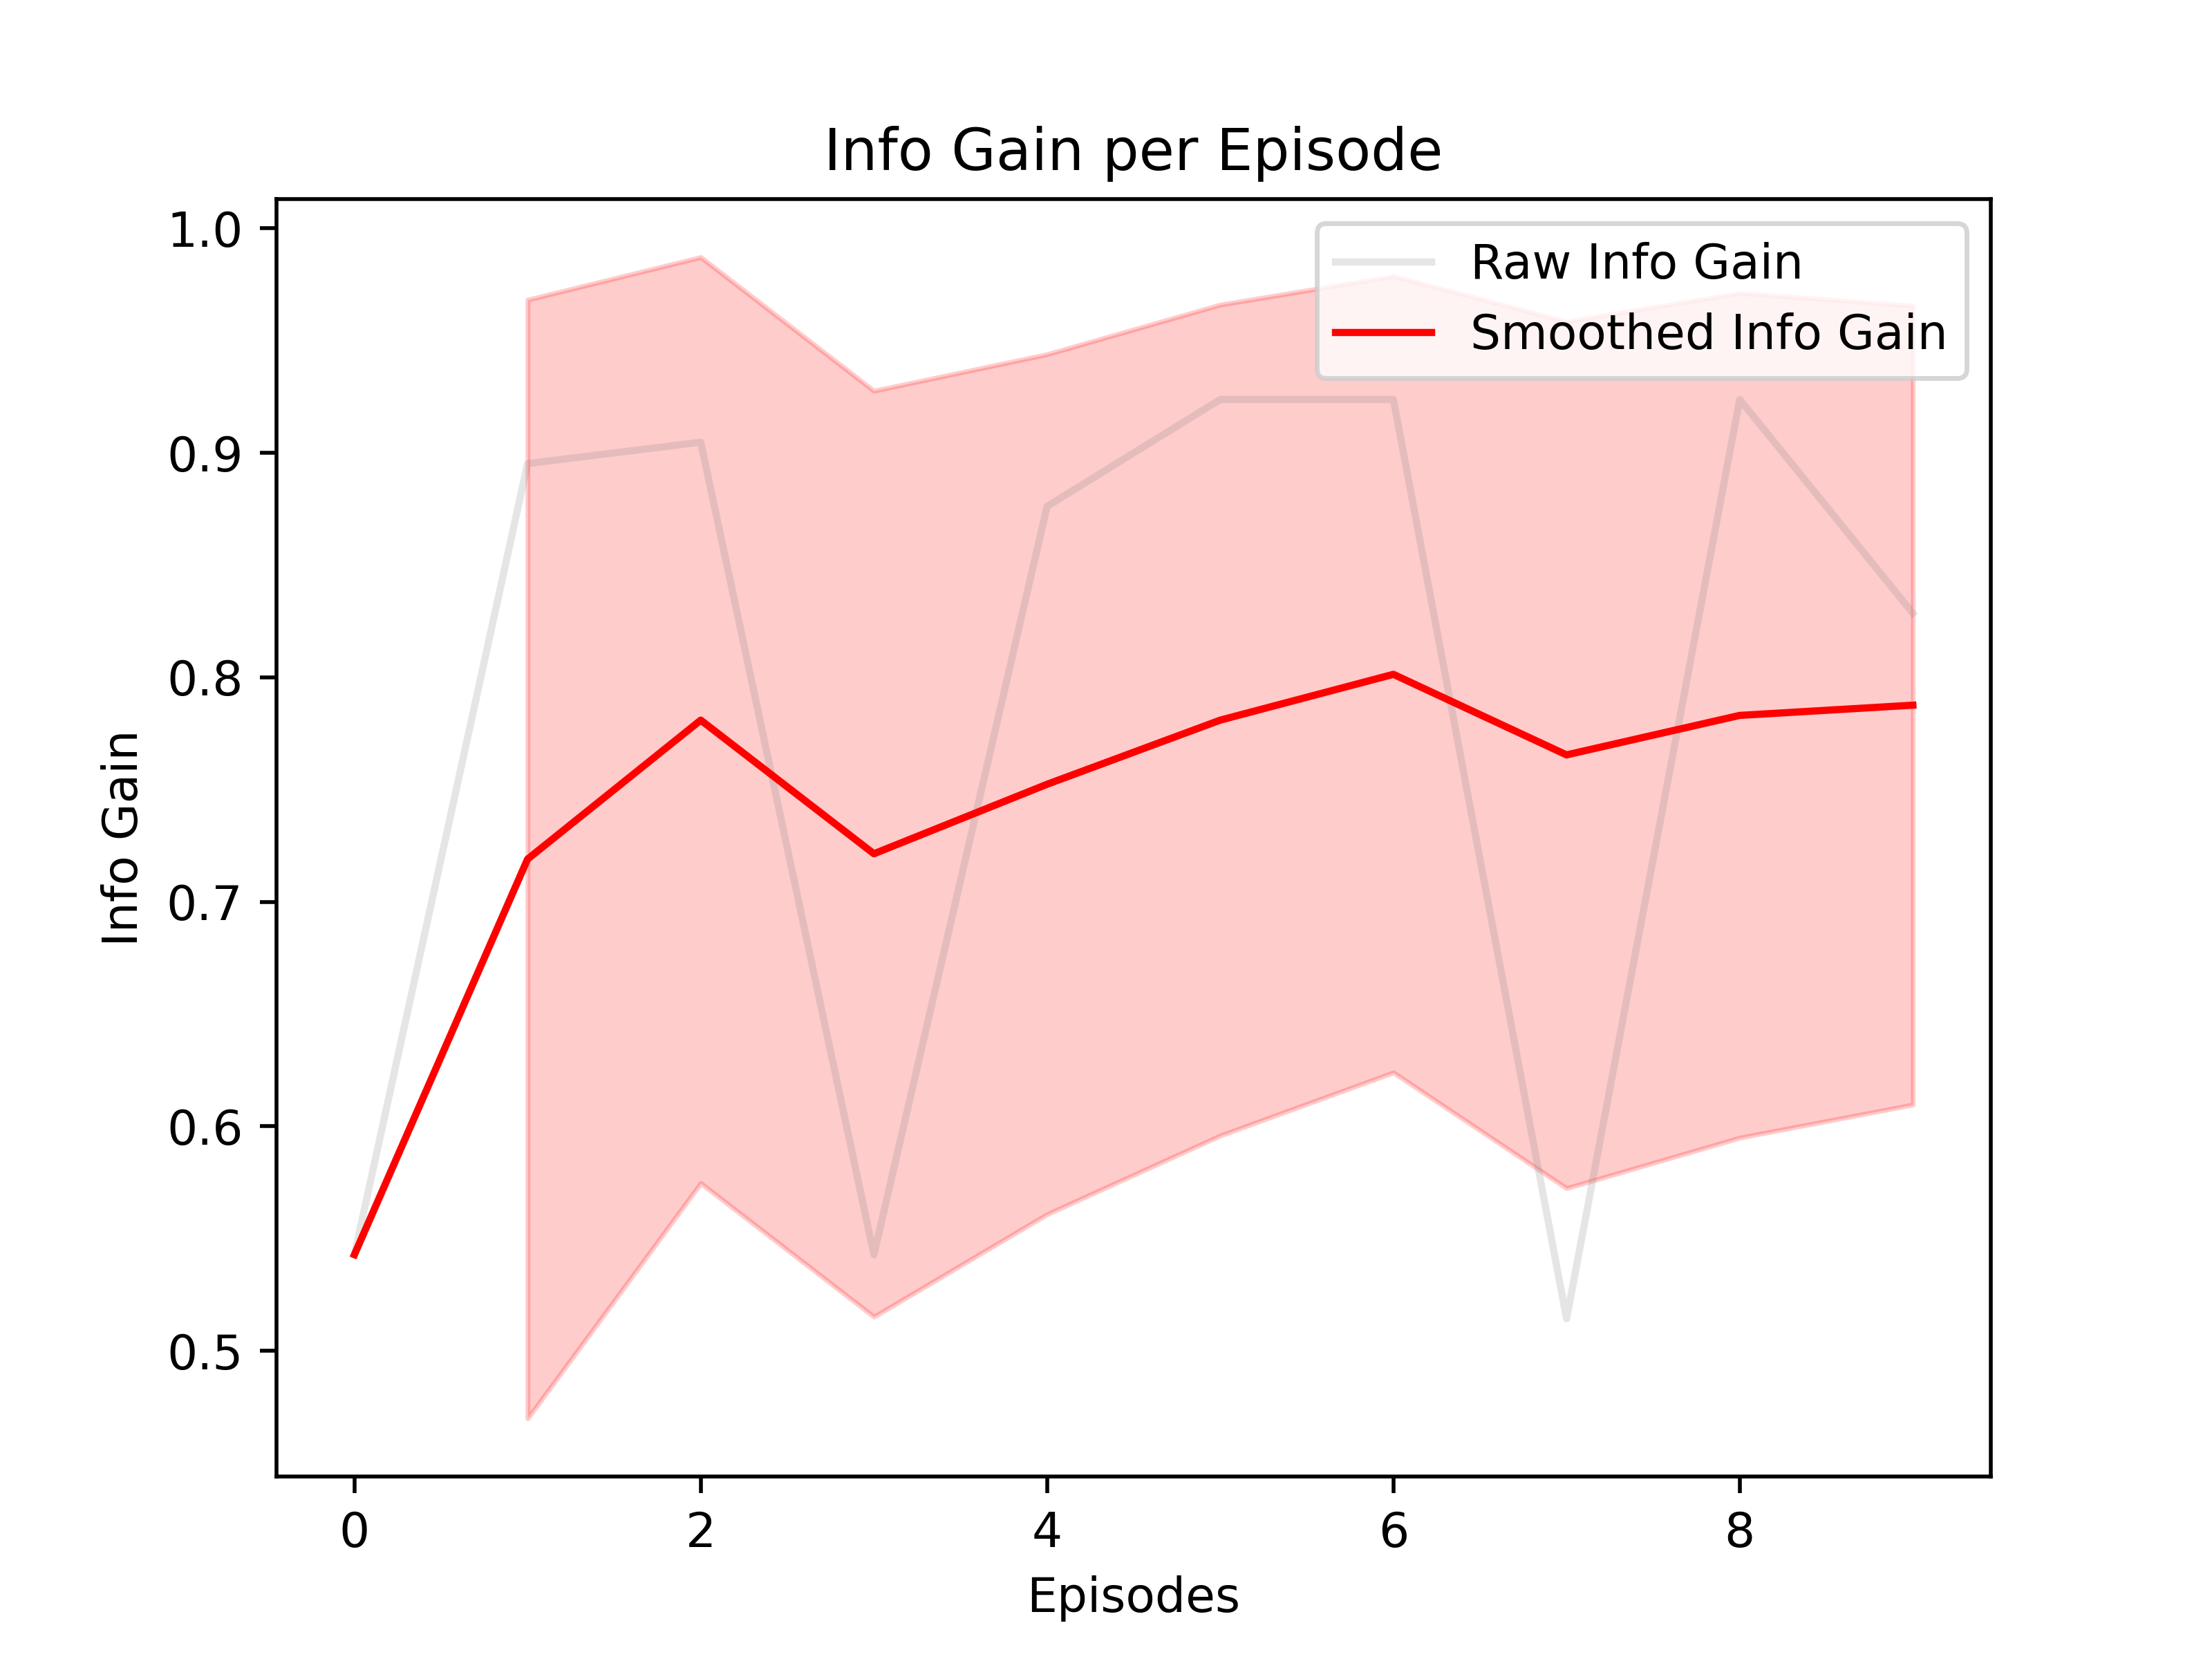 Info Gain per Episode
Raw Info Gain
Smoothed Info Gain
Info Gain
1.0
0.9
0.8
0.7
0.6
0.5
0 2 4 6 8
Episodes